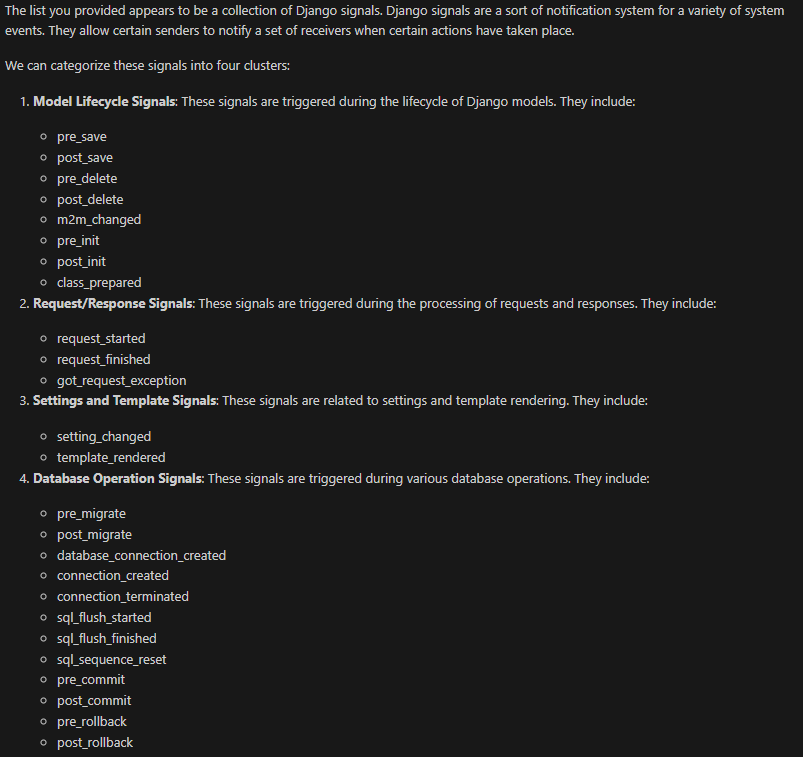 The list you provided appears to be a collection of Django signals. Django signals are a sort of notification system for a variety of system
events. They allow certain senders to notify a set of receivers when certain actions have taken place.
We can categorize these signals into four clusters:
1. Model Lifecycle Signals: These signals are triggered during the lifecycle of Django models. They include:
pre_save
post_save
pre_delete
post_delete
m2m_changed
pre_init
post_init
class_prepared
2. Request/Response Signals: These signals are triggered during the processing of requests and responses. They include:
request_started
request_finished
got_request_exception
3. Settings and Template Signals: These signals are related to settings and template rendering. They include:
setting_changed
template_rendered
4. Database Operation Signals: These signals are triggered during various database operations. They include:
pre_migrate
post_migrate
database_connection_created
connection_created
connection_terminated
sql_flush_started
sql_flush_finished
sql_sequence_reset
pre_commit
post_commit
pre_rollback
post_rollback